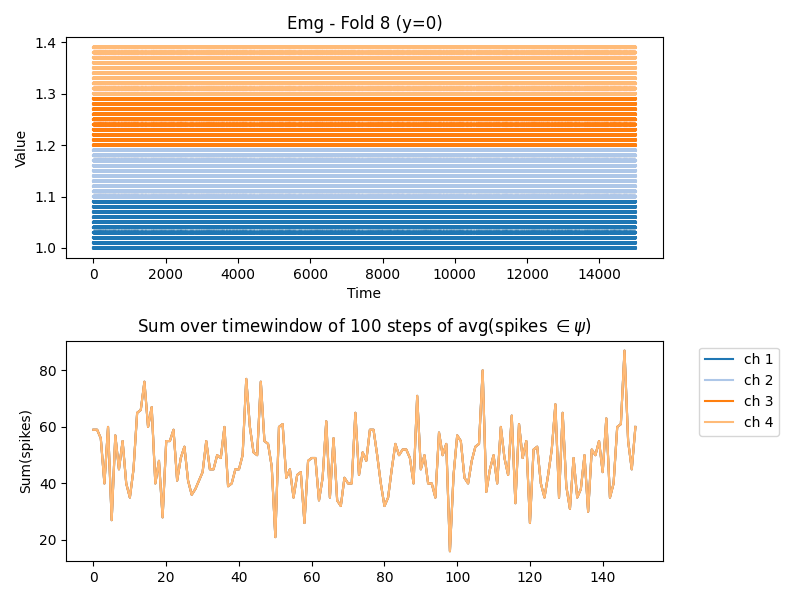 Emg - Fold 8 (y=0)
Value
1.4
1.3
1.2
1.1
1.0
0 2000 4000 6000 8000 10000 12000 14000
Time
Sum over timewindow of 100 steps of avg(spikes ∈ ψ)
Sum(spikes)
80
60
40
20
0 20 40 60 80 100 120 140
ch 1
ch 2
ch 3
ch 4